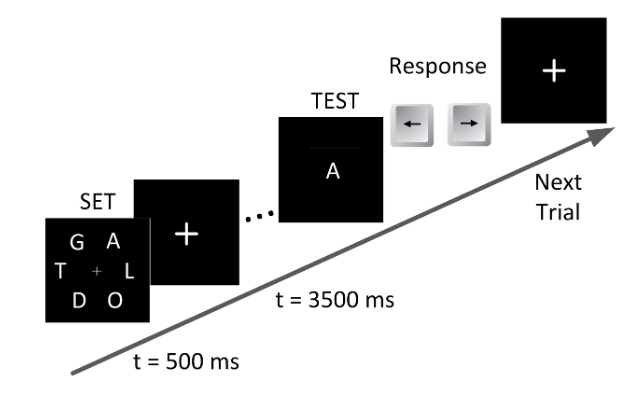 SET
G A
T + L
D O
+
t = 500 ms
t = 3500 ms
TEST
A
Response
← →
+
Next
Trial